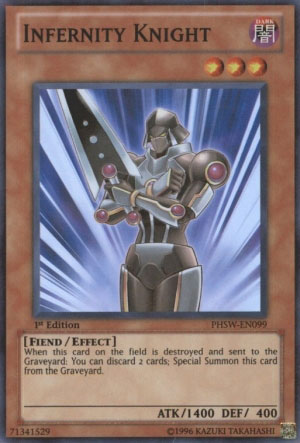 INFERNITY KNIGHT
DARK
闇
1st Edition
PHSW-EN099
[FIEND / EFFECT]
When this card on the field is destroyed and sent to the
Graveyard: You can discard 2 cards; Special Summon this card
from the Graveyard.
ATK/1400 DEF/ 400
71341529
©1996 KAZUKI TAKAHASHI